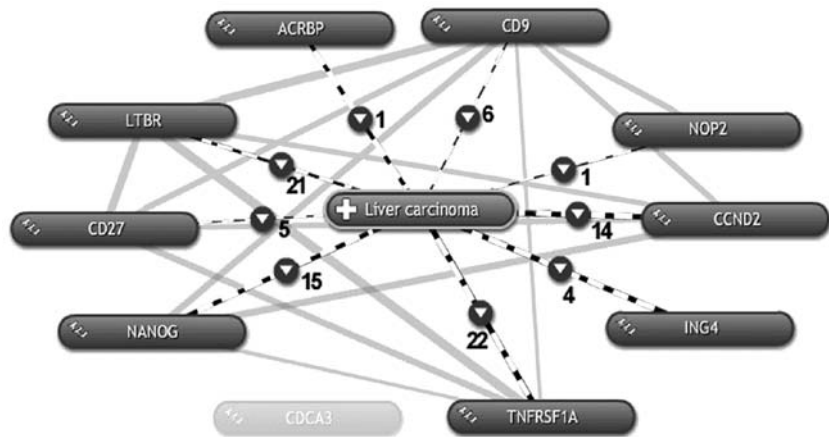 ACRBP
CD9
1
6
LTBR
NOP2
21
1
Liver carcinoma
CD27
5
14
CCND2
15
4
NANOG
22
ING4
CDCA3
TNFRSF1A